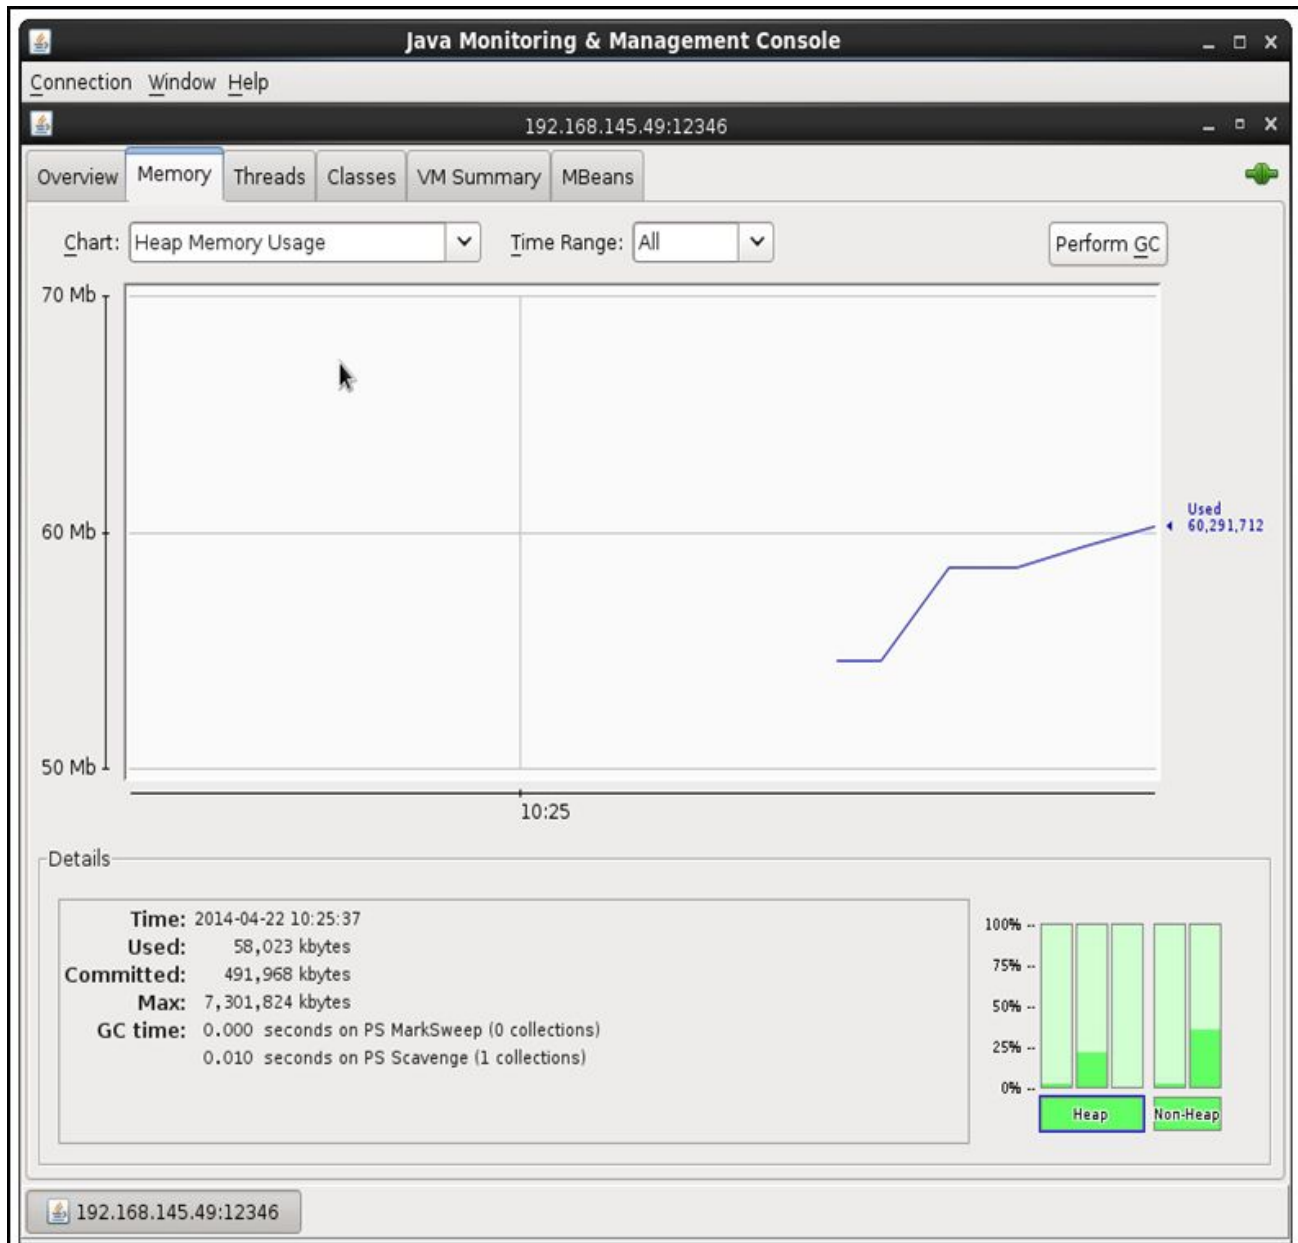 Java Monitoring & Management Console
Connection Window Help
192.168.145.49:12346
Overview Memory Threads Classes VM Summary MBeans
Chart: Heap Memory Usage Time Range: All Perform GC
70 Mb
60 Mb
50 Mb
Used
60,291,712
10:25
Details
Time: 2014-04-22 10:25:37
Used: 58,023 kbytes
Committed: 491,968 kbytes
Max: 7,301,824 kbytes
GC time: 0.000 seconds on PS MarkSweep (0 collections)
0.010 seconds on PS Scavenge (1 collections)
100% --
75% --
50% --
25% --
0% --
Heap Non-Heap
192.168.145.49:12346